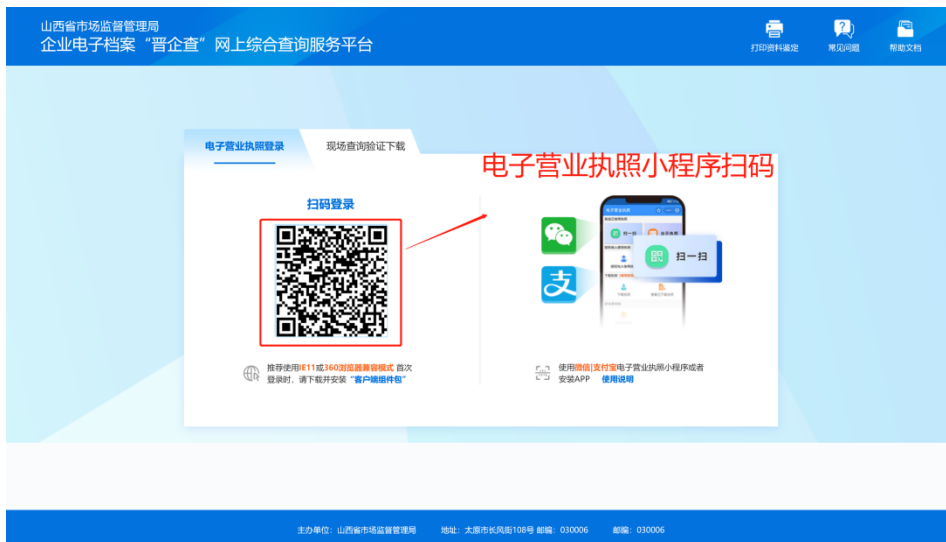 山西省市场监督管理局
企业电子档案“晋企查”网上综合查询服务平台
打印资料鉴定
常见问题
帮助文档
电子营业执照登录
现场查询验证下载
电子营业执照小程序扫码
扫码登录
扫一扫
推荐使用IE11或360浏览器兼容模式 首次
登录时，请下载并安装“客户端组件包”
使用微信|支付宝电子营业执照小程序或者
安装APP 使用说明
主办单位：山西省市场监督管理局 地址：太原市长风街108号 邮编：030006 邮编：030006